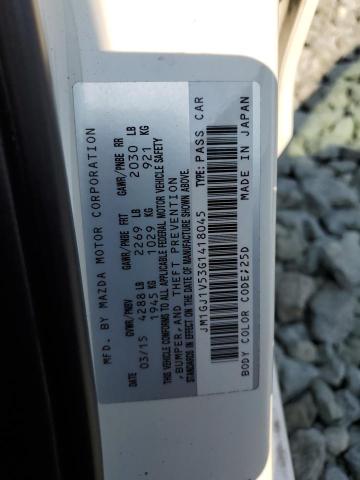 MFD. BY MAZDA MOTOR CORPORATION
DATE GVWR/PNBV GAWR/PNBE FRT GAWR/PNBE RR
03/15 4288 LB 2269 LB 2030 LB
1945 KG 1029 KG 921 KG
THIS VEHICLE CONFORMS TO ALL APPLICABLE FEDERAL MOTOR VEHICLE SAFETY
,BUMPER,AND THEFT PREVENTION
STANDARDS IN EFFECT ON THE DATE OF MANUFACTURE SHOWN ABOVE.
JM1GJ1V53G1418045 TYPE:PASS CAR
BODY COLOR CODE;25D MADE IN JAPAN